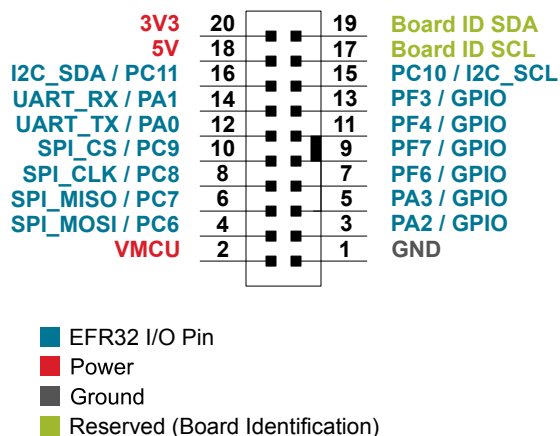 3V3 20 19 Board ID SDA
5V 18 17 Board ID SCL
I2C_SDA / PC11 16 15 PC10 / I2C_SCL
UART_RX / PA1 14 13 PF3 / GPIO
UART_TX / PA0 12 11 PF4 / GPIO
SPI_CS / PC9 10 9 PF7 / GPIO
SPI_CLK / PC8 8 7 PF6 / GPIO
SPI_MISO / PC7 6 5 PA3 / GPIO
SPI_MOSI / PC6 4 3 PA2 / GPIO
VMCU 2 1 GND
EFR32 I/O Pin
Power
Ground
Reserved (Board Identification)